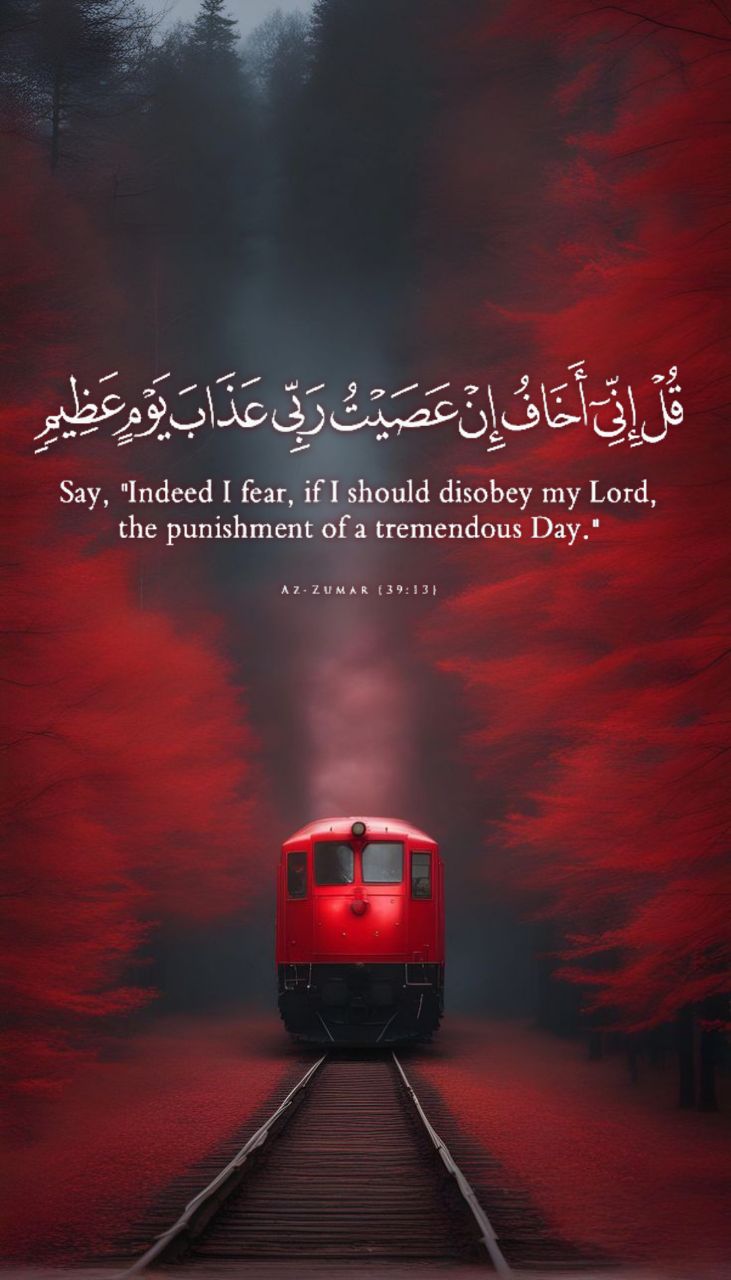 قُلْ إِنِّىٓ أَخَافُ إِنْ عَصَيْتُ رَبِّى عَذَابَ يَوْمٍ عَظِيمٍ
Say, "Indeed I fear, if I should disobey my Lord,
the punishment of a tremendous Day."
Az-Zumar {39:13}